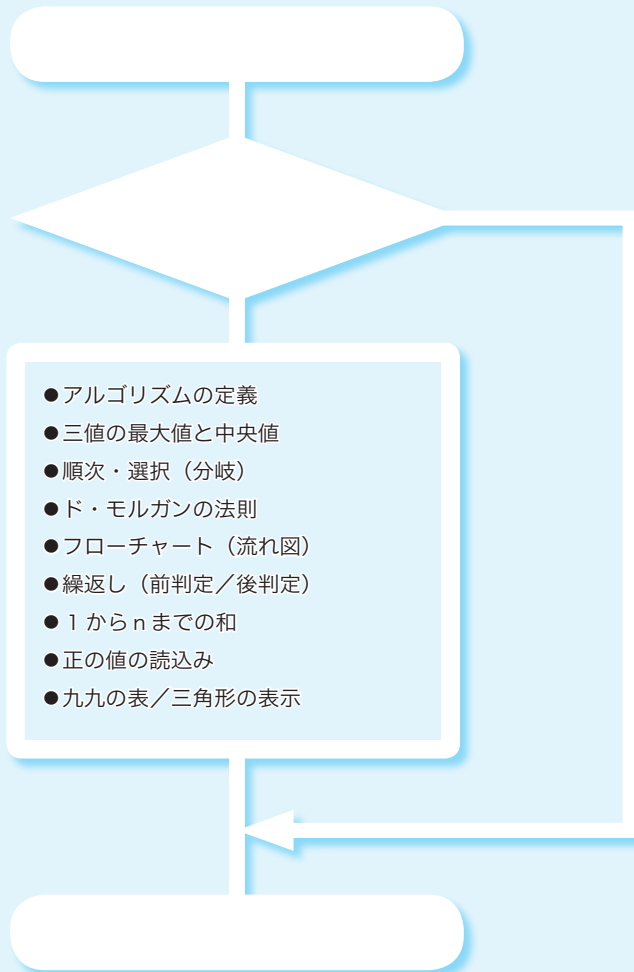 ●アルゴリズムの定義
●三値の最大値と中央値
●順次・選択（分岐）
●ド・モルガンの法則
●フローチャート（流れ図）
●繰返し（前判定／後判定）
●１からｎまでの和
●正の値の読込み
●九九の表／三角形の表示